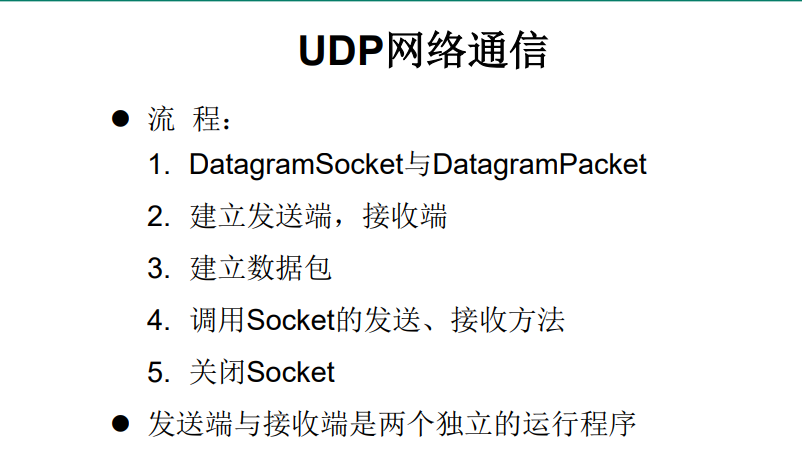 UDP网络通信
● 流 程：
1. DatagramSocket与DatagramPacket
2. 建立发送端，接收端
3. 建立数据包
4. 调用Socket的发送、接收方法
5. 关闭Socket
● 发送端与接收端是两个独立的运行程序